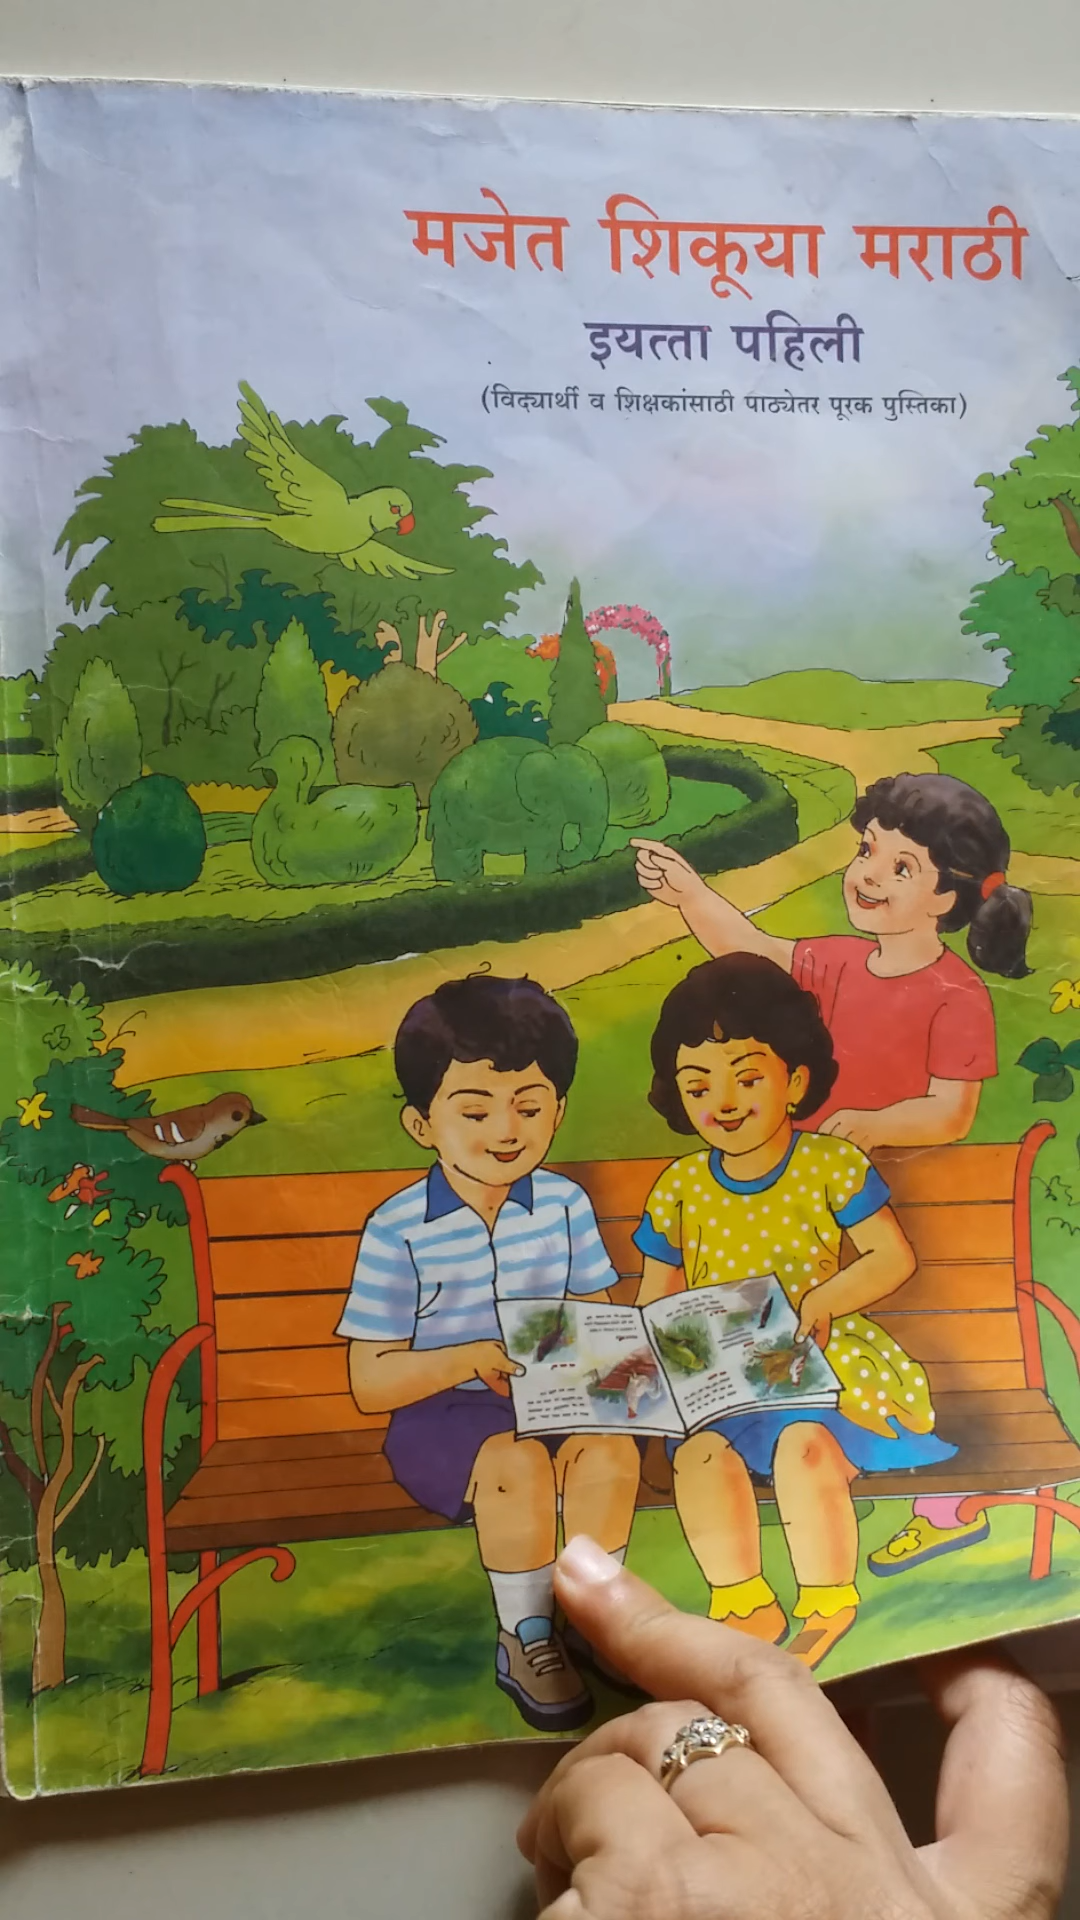 मजेत शिकूया मराठी
इयत्ता पहिली
(विद्यार्थी व शिक्षकांसाठी पाठ्येतर पूरक पुस्तिका)